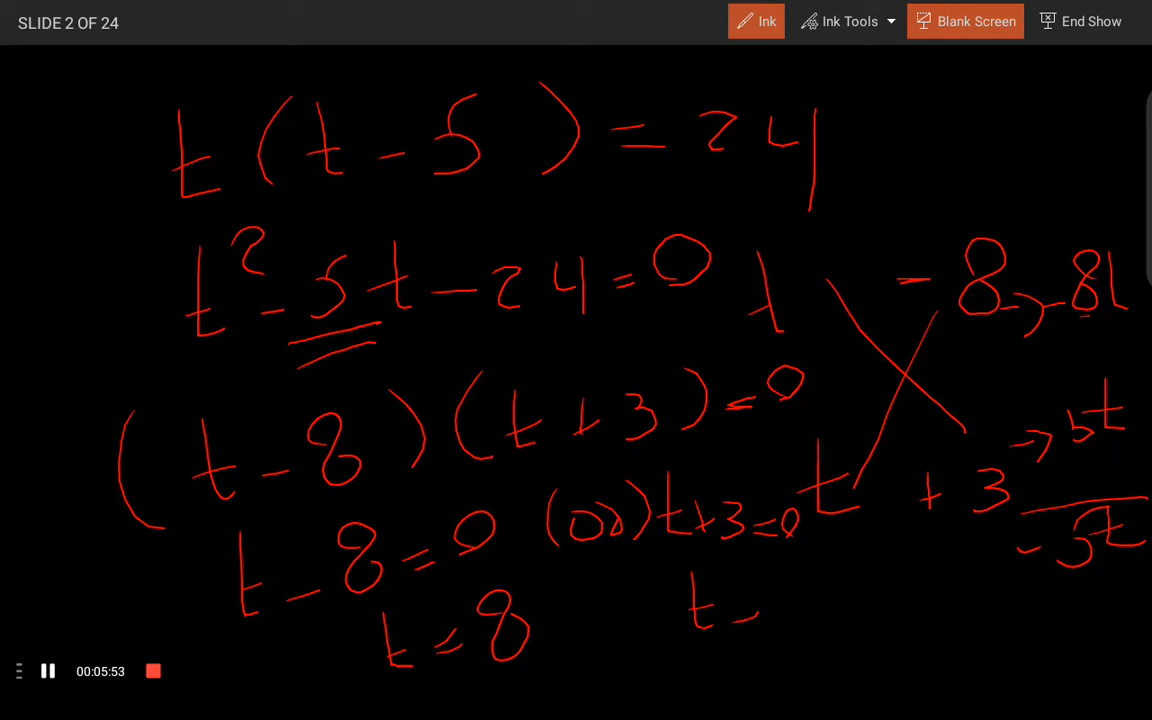 SLIDE 2 OF 24
Ink Ink Tools Blank Screen End Show
t(t-5)=24
t²-5t-24=0 t -8 → -8t
(t-8)(t+3)=0 t +3
t-8=0 (or) t+3=0 -5t
t=8 t-
00:05:53